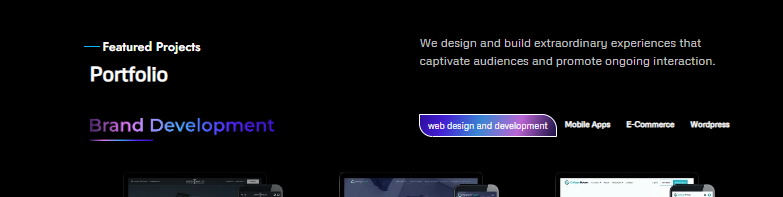 Featured Projects
Portfolio
We design and build extraordinary experiences that
captivate audiences and promote ongoing interaction.
Brand Development
web design and development
Mobile Apps
E-Commerce
Wordpress